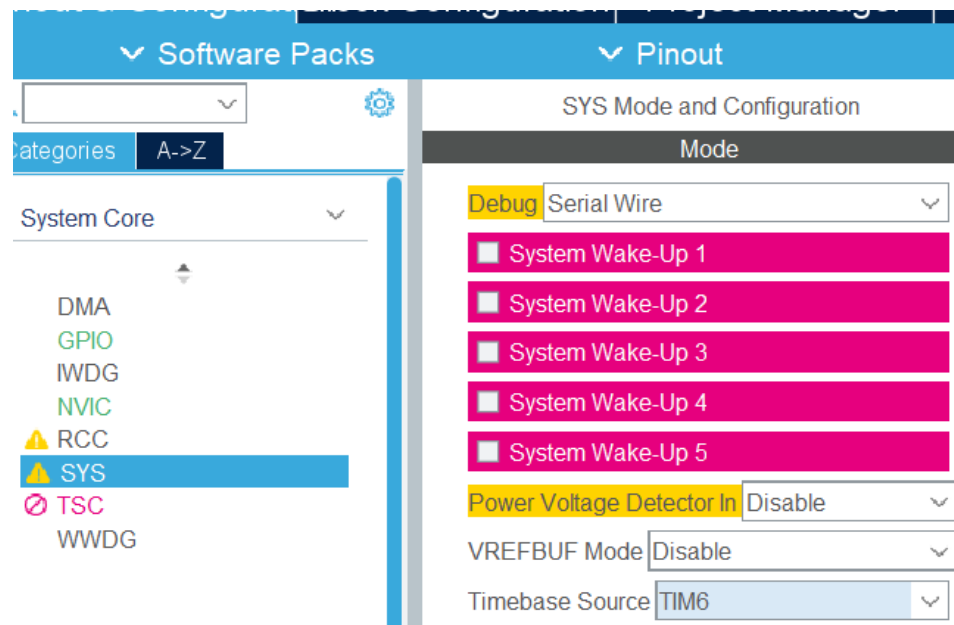 Software Packs
Pinout
SYS Mode and Configuration
Categories
A->Z
Mode
System Core
DMA
GPIO
IWDG
NVIC
RCC
SYS
TSC
WWDG
Debug Serial Wire
System Wake-Up 1
System Wake-Up 2
System Wake-Up 3
System Wake-Up 4
System Wake-Up 5
Power Voltage Detector In Disable
VREFBUF Mode Disable
Timebase Source TIM6